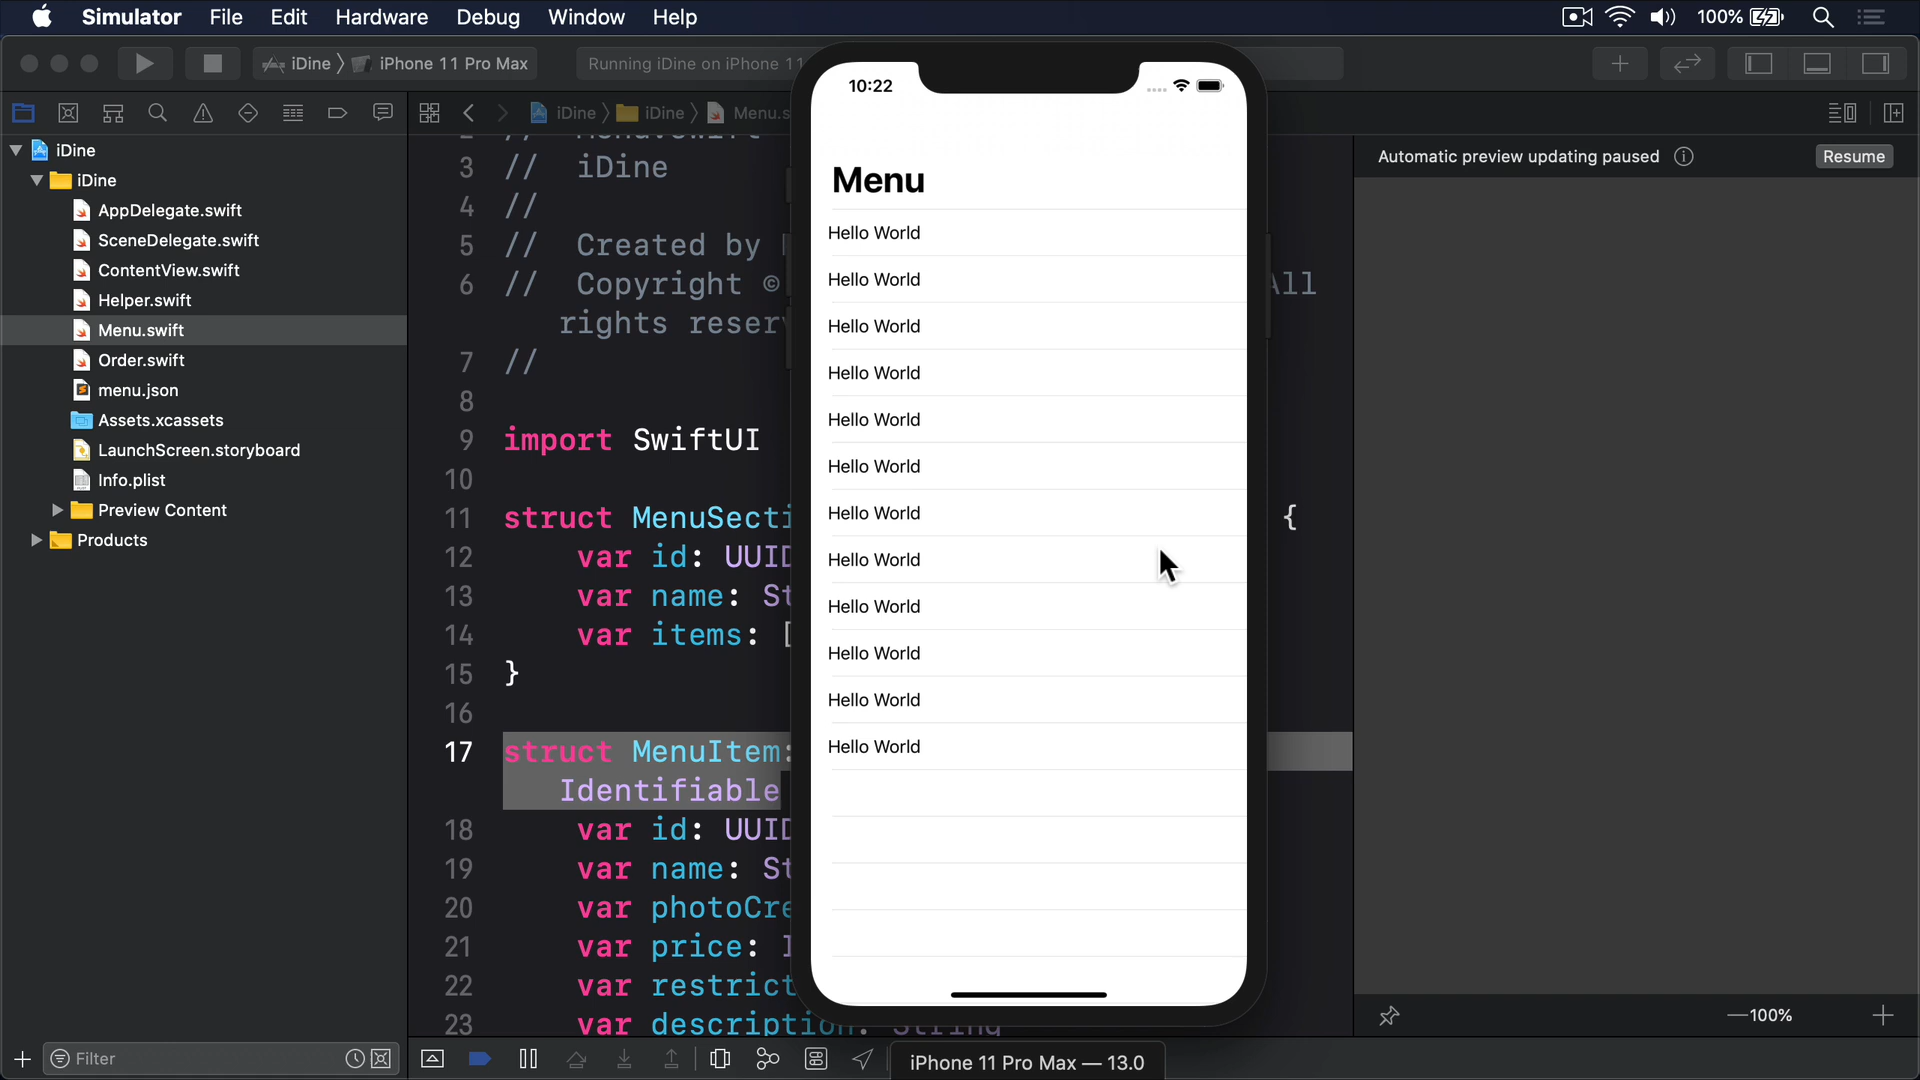 Simulator File Edit Hardware Debug Window Help 100%
iDine iPhone 11 Pro Max Running iDine on iPhone 11
iDine iDine Menu.s
Automatic preview updating paused Resume
iDine
iDine
AppDelegate.swift
SceneDelegate.swift
ContentView.swift
Helper.swift
Menu.swift
Order.swift
menu.json
Assets.xcassets
LaunchScreen.storyboard
Info.plist
Preview Content
Products
Filter
2 // Menu.swift
3 // iDine
4 //
5 // Created by
6 // Copyright © All
rights reserv
7 //
8
9 import SwiftUI
10
11 struct MenuSecti {
12 var id: UUID
13 var name: St
14 var items: [
15 }
16
17 struct MenuItem:
Identifiable
18 var id: UUID
19 var name: St
20 var photoCre
21 var price: I
22 var restrict
23 var description: String
10:22
Menu
Hello World
Hello World
Hello World
Hello World
Hello World
Hello World
Hello World
Hello World
Hello World
Hello World
Hello World
Hello World
iPhone 11 Pro Max — 13.0
100%